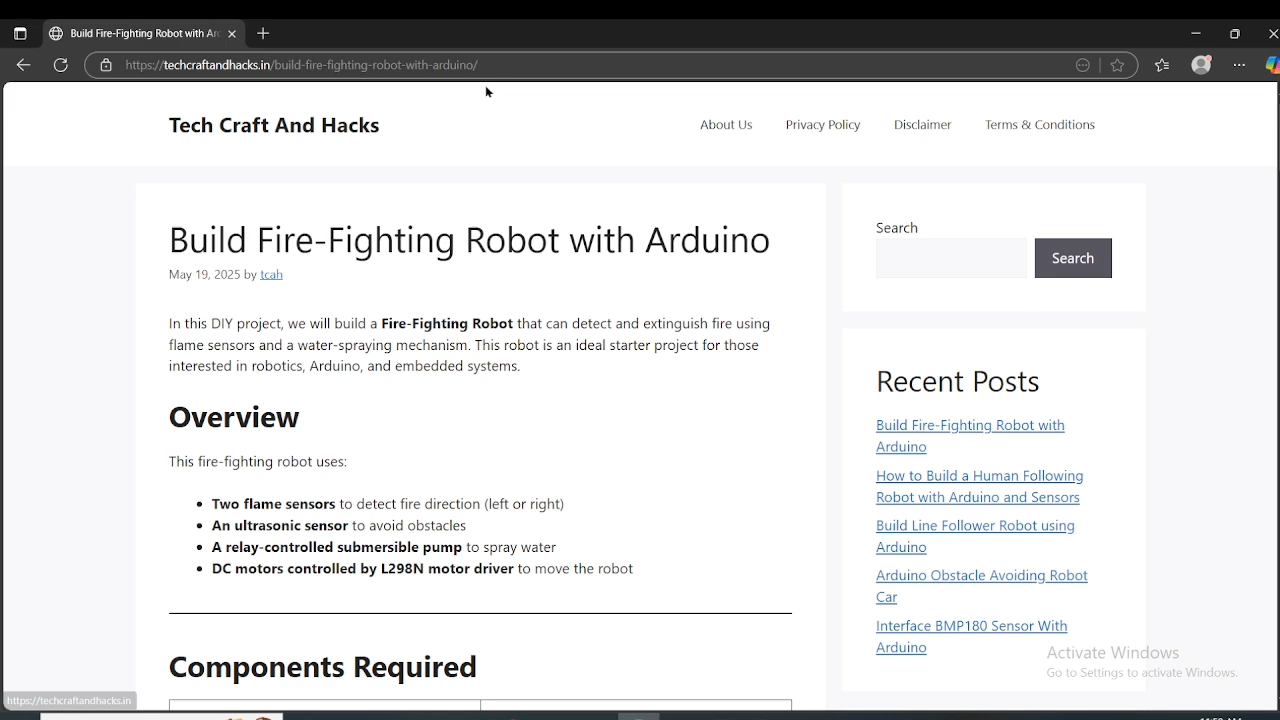 Build Fire-Fighting Robot with Ar
https://techcraftandhacks.in/build-fire-fighting-robot-with-arduino/
Tech Craft And Hacks
About Us
Privacy Policy
Disclaimer
Terms & Conditions
Build Fire-Fighting Robot with Arduino
May 19, 2025 by tcah
In this DIY project, we will build a Fire-Fighting Robot that can detect and extinguish fire using
flame sensors and a water-spraying mechanism. This robot is an ideal starter project for those
interested in robotics, Arduino, and embedded systems.
Overview
This fire-fighting robot uses:
• Two flame sensors to detect fire direction (left or right)
• An ultrasonic sensor to avoid obstacles
• A relay-controlled submersible pump to spray water
• DC motors controlled by L298N motor driver to move the robot
Components Required
Search
Search
Recent Posts
Build Fire-Fighting Robot with
Arduino
How to Build a Human Following
Robot with Arduino and Sensors
Build Line Follower Robot using
Arduino
Arduino Obstacle Avoiding Robot
Car
Interface BMP180 Sensor With
Arduino
Activate Windows
Go to Settings to activate Windows.
https://techcraftandhacks.in